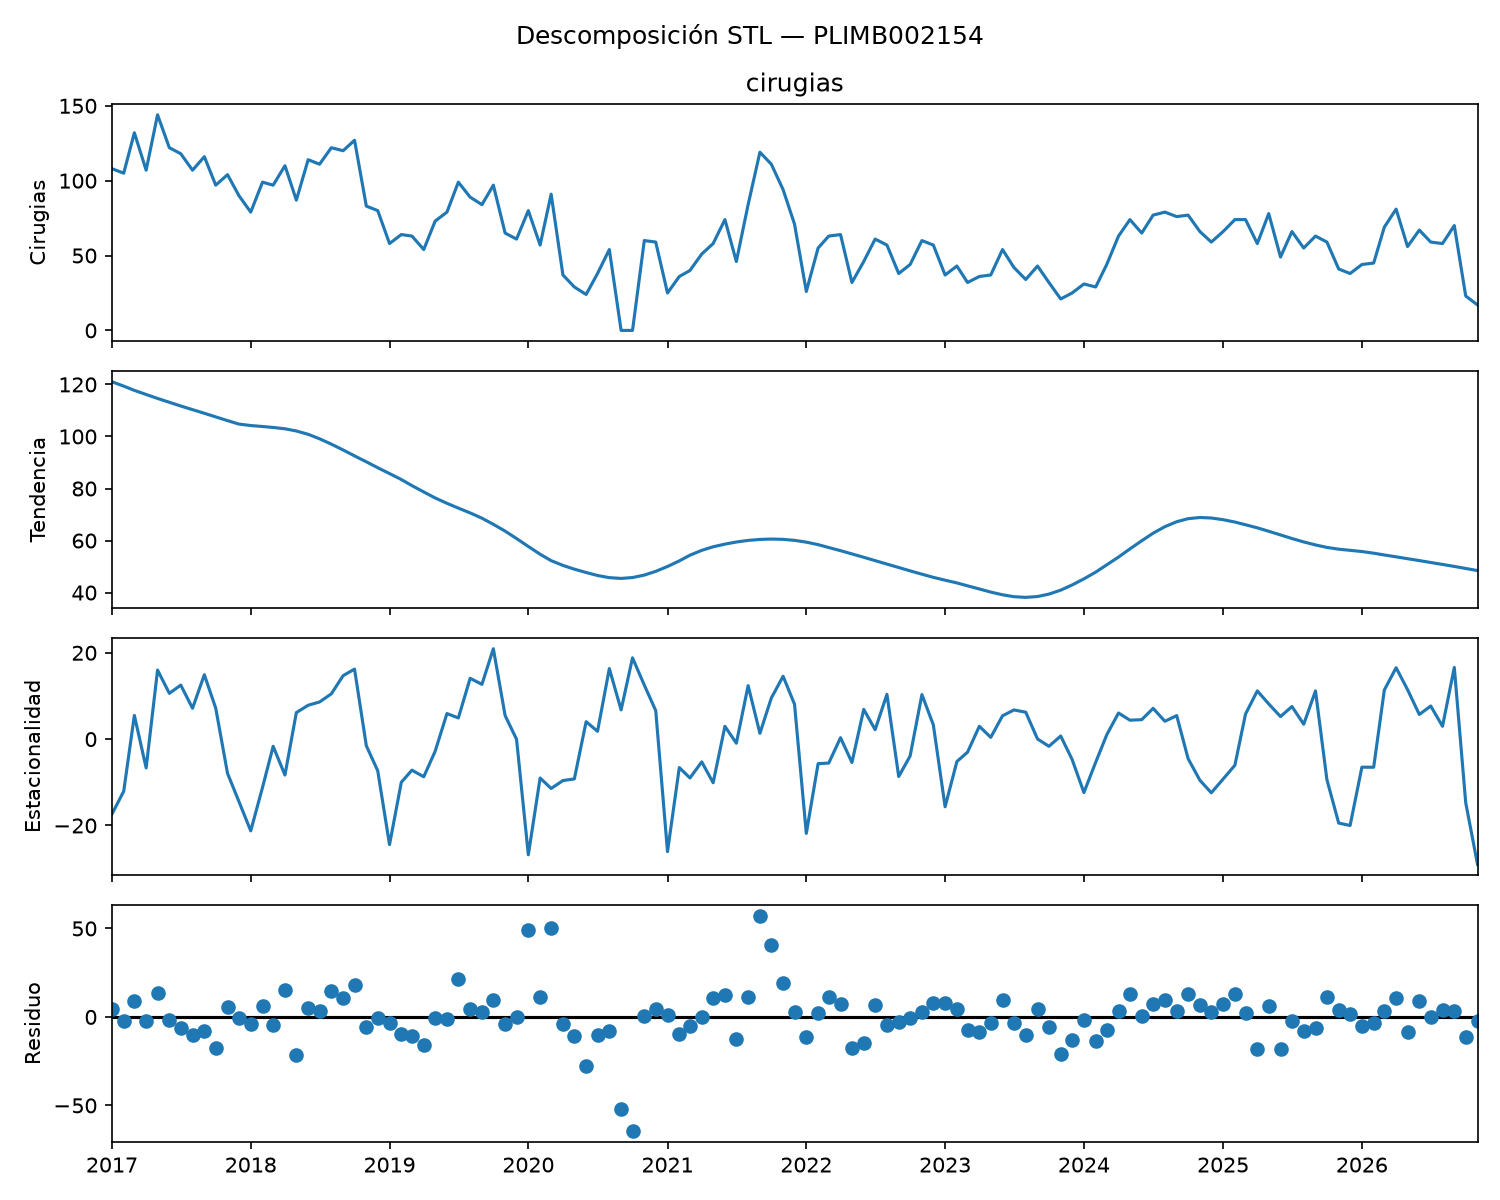 Descomposición STL — PLIMB002154
cirugias
Cirugias
150
100
50
0
Tendencia
120
100
80
60
40
Estacionalidad
20
0
−20
Residuo
50
0
−50
2017 2018 2019 2020 2021 2022 2023 2024 2025 2026